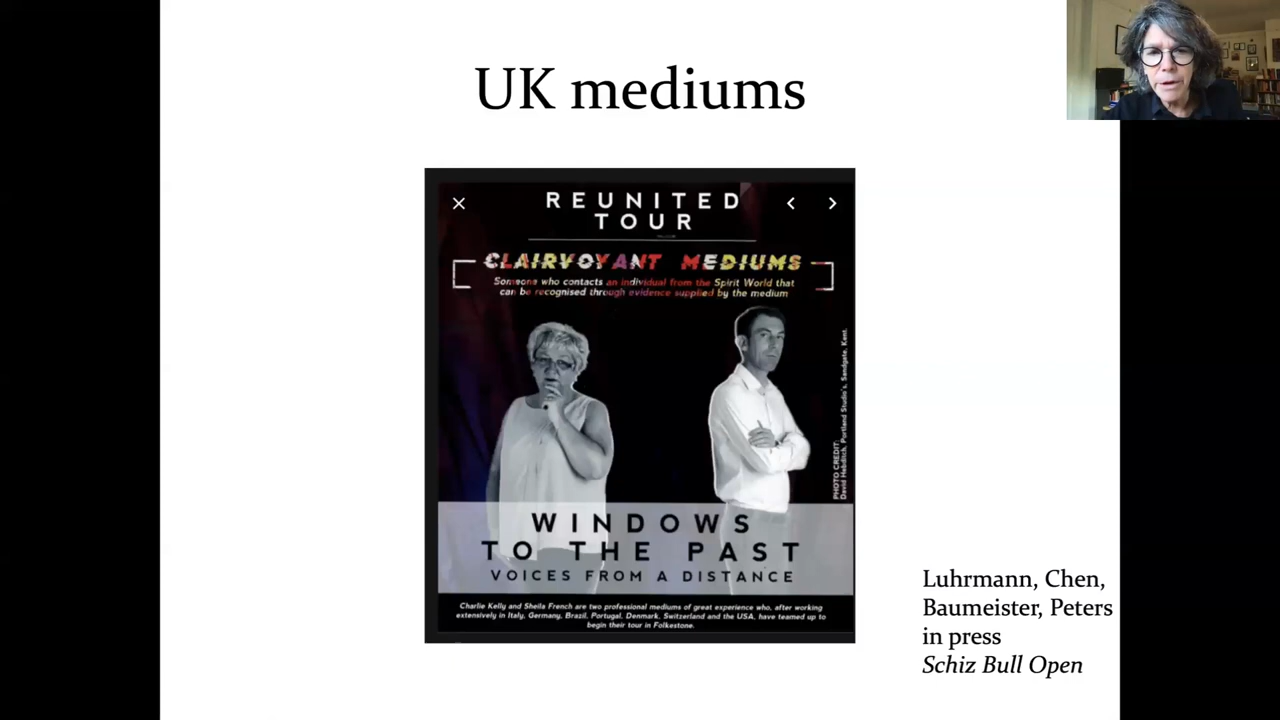 UK mediums
REUNITED
TOUR
CLAIRVOYANT MEDIUMS
Someone who contacts an individual from the Spirit World that
can be recognised through evidence supplied by the medium
PHOTO CREDIT:
David Hebditch, Portland Studio's, Sandgate, Kent.
WINDOWS
TO THE PAST
VOICES FROM A DISTANCE
Charlie Kelly and Sheila French are two professional mediums of great experience who, after working
extensively in Italy, Germany, Brazil, Portugal, Denmark, Switzerland and the USA, have teamed up to
begin their tour in Folkestone.
Luhrmann, Chen,
Baumeister, Peters
in press
Schiz Bull Open